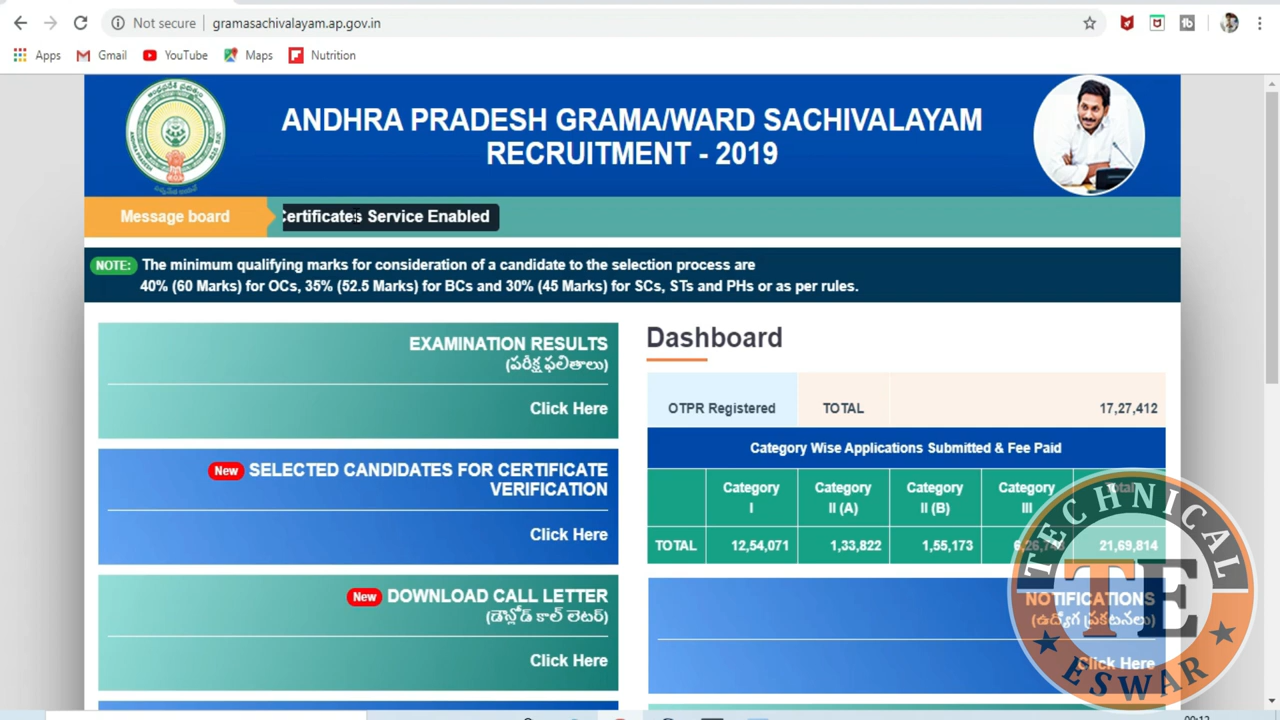 Not secure | gramasachivalayam.ap.gov.in
Apps Gmail YouTube Maps Nutrition
ANDHRA PRADESH GRAMA/WARD SACHIVALAYAM
RECRUITMENT - 2019
Message board
Certificates Service Enabled
NOTE: The minimum qualifying marks for consideration of a candidate to the selection process are
40% (60 Marks) for OCs, 35% (52.5 Marks) for BCs and 30% (45 Marks) for SCs, STs and PHs or as per rules.
EXAMINATION RESULTS
(పరీక్ష ఫలితాలు)
Click Here
New SELECTED CANDIDATES FOR CERTIFICATE
VERIFICATION
Click Here
New DOWNLOAD CALL LETTER
(డౌన్లోడ్ కాల్ లెటర్)
Click Here
Dashboard
OTPR Registered TOTAL 17,27,412
Category Wise Applications Submitted & Fee Paid
Category I Category II (A) Category II (B) Category III Total
TOTAL 12,54,071 1,33,822 1,55,173 21,69,814
NOTIFICATIONS
(ఉద్యోగ ప్రకటనలు)
Click Here
TECHNICAL
TE
ESWAR